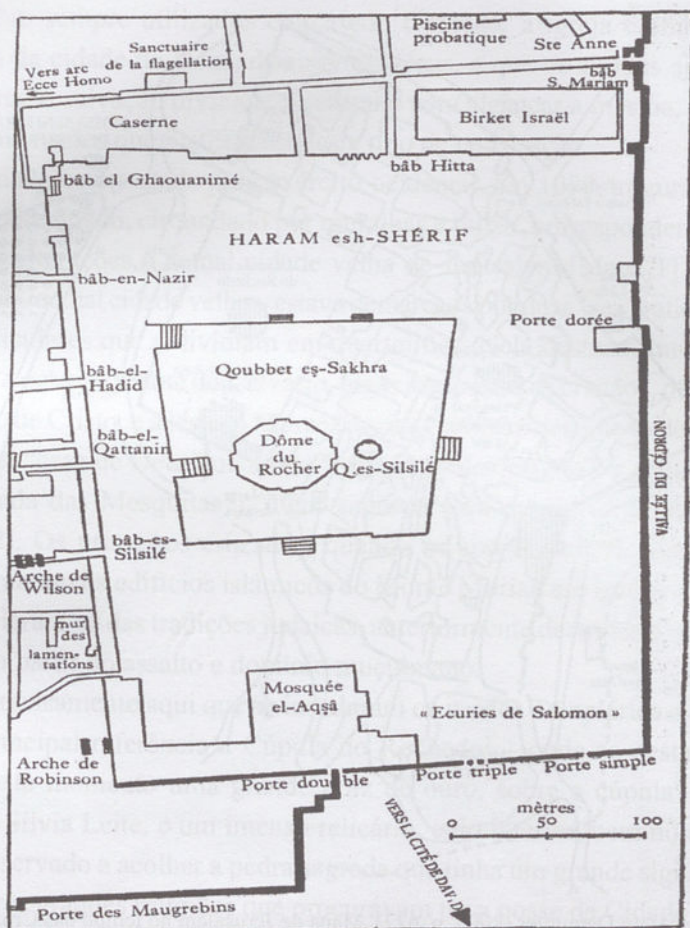 Piscine
probatique
Ste Anne
Sanctuaire
de la flagellation
Vers arc
Ecce Homo
bâb
S. Mariam
Caserne
Birket Israël
bâb Hitta
bâb-el Ghaouanimé
HARAM esh-SHÉRIF
bâb-en-Nazir
Porte dorée
Qoubbet eṣ-Sakhra
bâb-el-
Hadid
bâb-el-
Qattanin
Dôme
du
Rocher
Q.es-Silsilé
VALLÉE DU CÉDRON
bâb-es-
Silsilé
Arche de
Wilson
mur
des
lamen-
tations
Mosquée
el-Aqṣâ
Ecuries de Salomon
Arche de
Robinson
Porte double
Porte triple
Porte simple
mètres
0 50 100
VERS LA CITÉ DE DAVID
Porte des Maugrebins